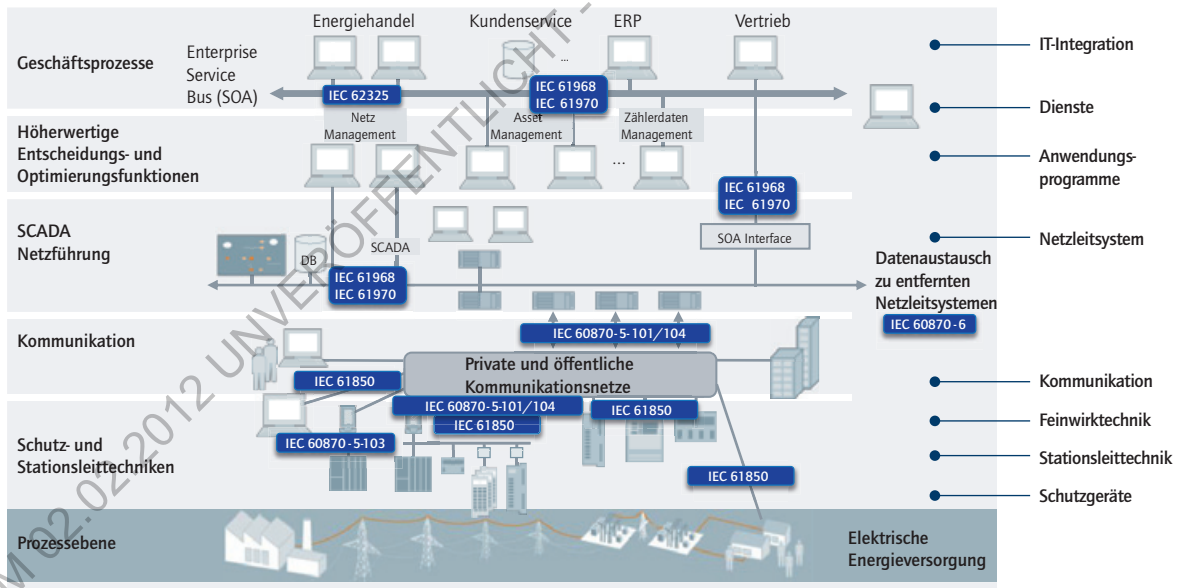 Energiehandel
Kundenservice
ERP
Vertrieb
Geschäftsprozesse
Enterprise
Service
Bus (SOA)
...
IEC 62325
IEC 61968
IEC 61970
IT-Integration
Dienste
Höherwertige
Entscheidungs- und
Optimierungsfunktionen
Netz
Management
Asset
Management
Zählerdaten
Management
...
IEC 61968
IEC 61970
Anwendungs-
programme
SCADA
Netzführung
DB
SCADA
IEC 61968
IEC 61970
SOA Interface
Netzleitsystem
Datenaustausch
zu entfernten
Netzleitsystemen
IEC 60870-6
Kommunikation
IEC 60870-5-101/104
Private und öffentliche
Kommunikationsnetze
IEC 61850
Kommunikation
IEC 60870-5-101/104
IEC 61850
IEC 61850
Feinwirktechnik
Schutz- und
Stationsleittechniken
IEC 60870-5-103
IEC 61850
Stationsleittechnik
Schutzgeräte
Prozessebene
Elektrische
Energieversorgung
M 02.02.2012 UNVERÖFFENTLICHT -